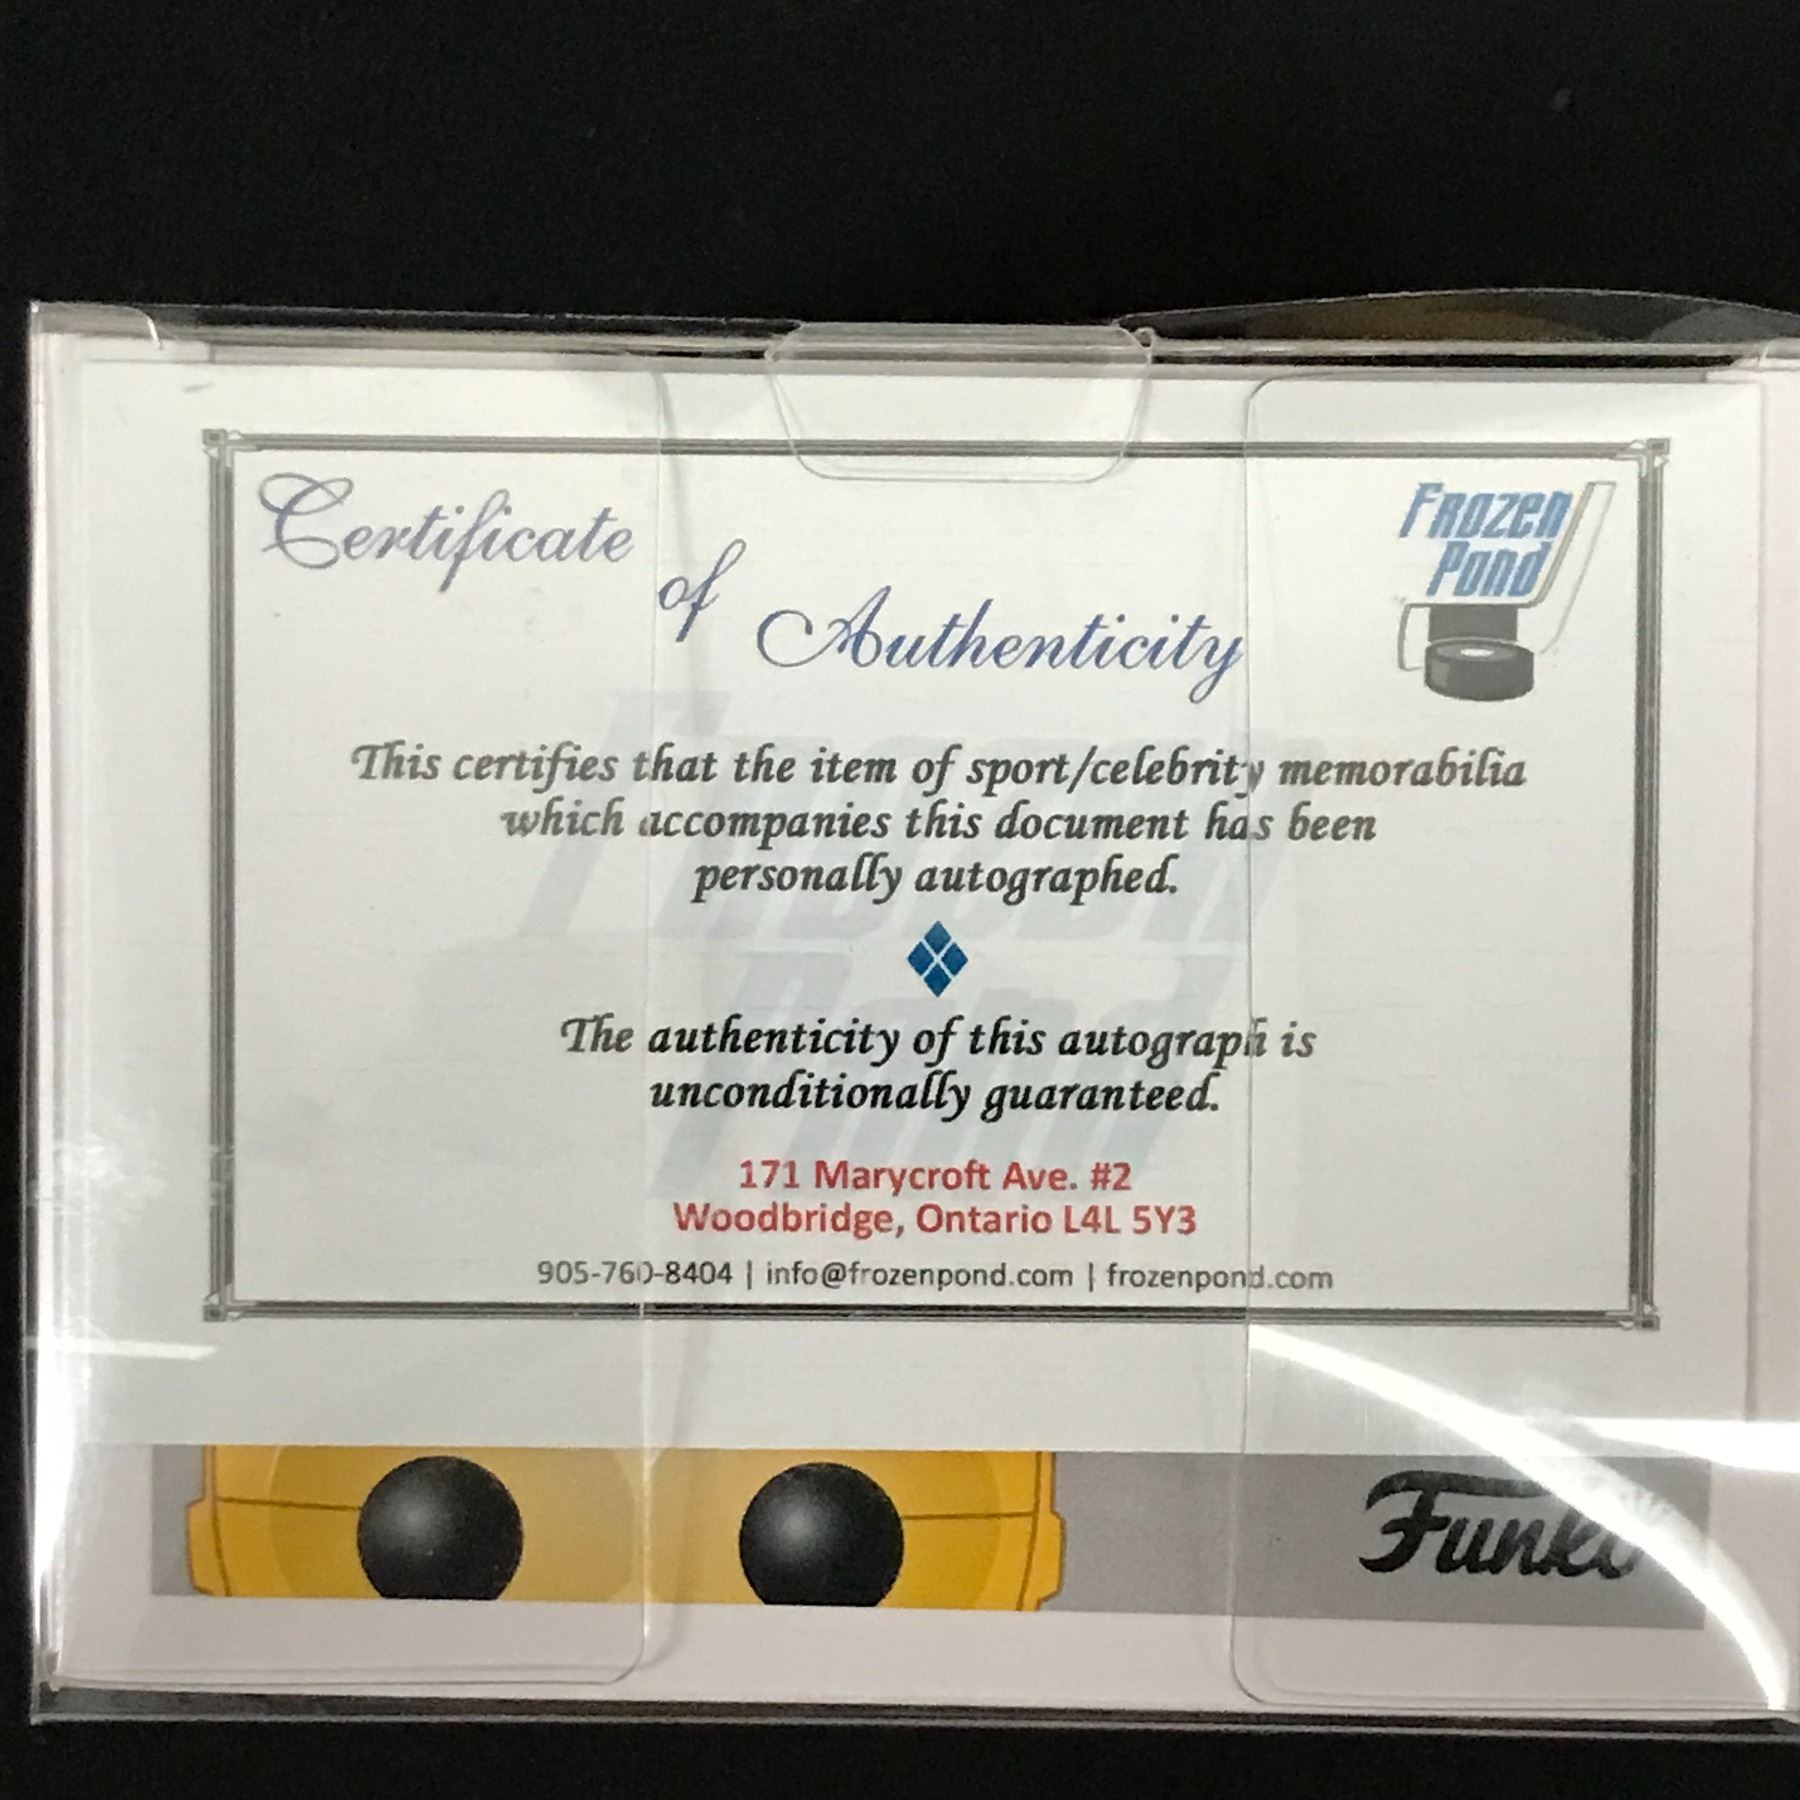 Certificate
of
Authenticity
Frozen
Pond
This certifies that the item of sport/celebrity memorabilia
which accompanies this document has been
personally autographed.
The authenticity of this autograph is
unconditionally guaranteed.
171 Marycroft Ave. #2
Woodbridge, Ontario L4L 5Y3
905-760-8404 | info@frozenpond.com | frozenpond.com
Funko